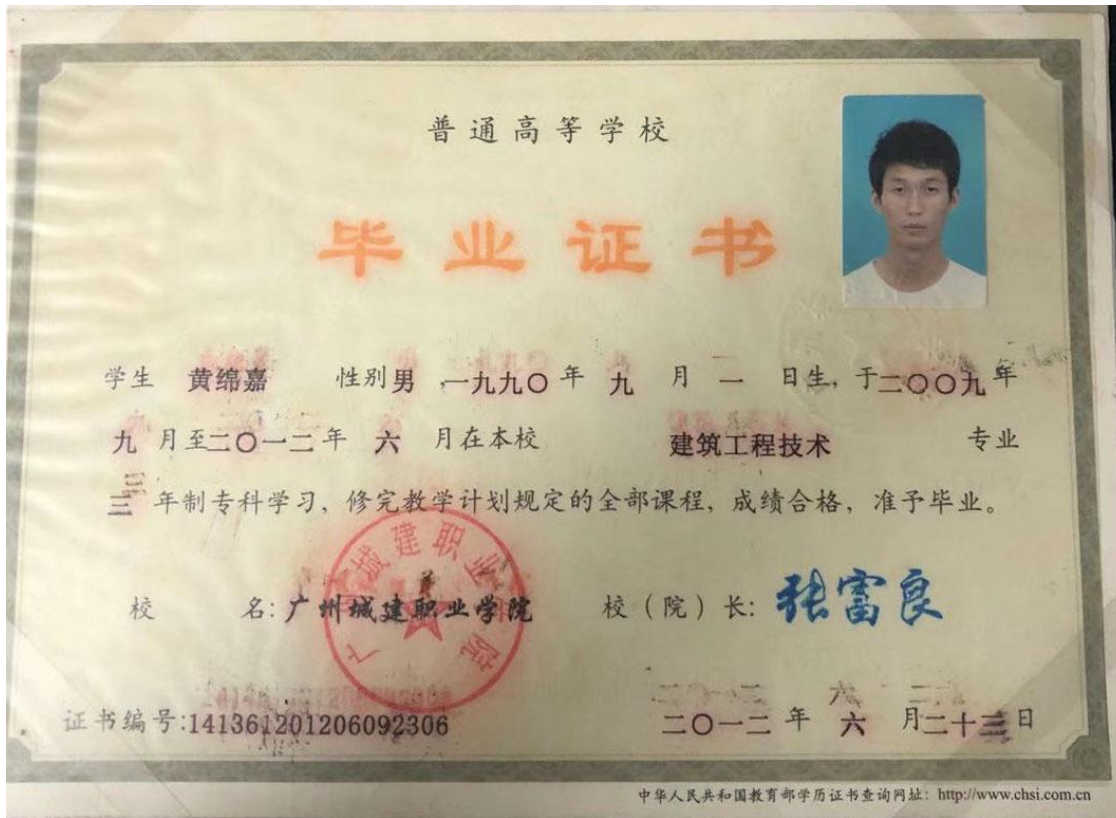 普通高等学校
毕业证书
学生 黄绵嘉 性别男,一九九〇年 九 月 一 日生, 于二〇〇九年
九 月至二〇一二年 六 月在本校 建筑工程技术 专业
三 年制专科学习, 修完教学计划规定的全部课程, 成绩合格, 准予毕业。
校 名: 广州城建职业学院 校(院)长: 张富良
证书编号:141361201206092306 二〇一二年 六 月二十三日
中华人民共和国教育部学历证书查询网址: http://www.chsi.com.cn